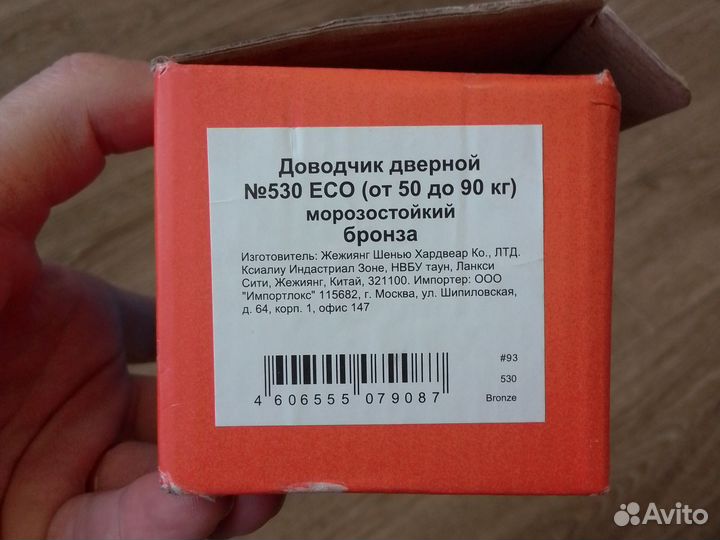 Доводчик дверной
№530 ECO (от 50 до 90 кг)
морозостойкий
бронза
Изготовитель: Жежиянг Шенью Хардвеар Ко., ЛТД.
Ксиалиу Индастриал Зоне, НВБУ таун, Ланкси
Сити, Жежиянг, Китай, 321100. Импортер: ООО
"Импортлокс" 115682, г. Москва, ул. Шипиловская,
д. 64, корп. 1, офис 147
#93
530
4 606555 079087
Bronze
Avito